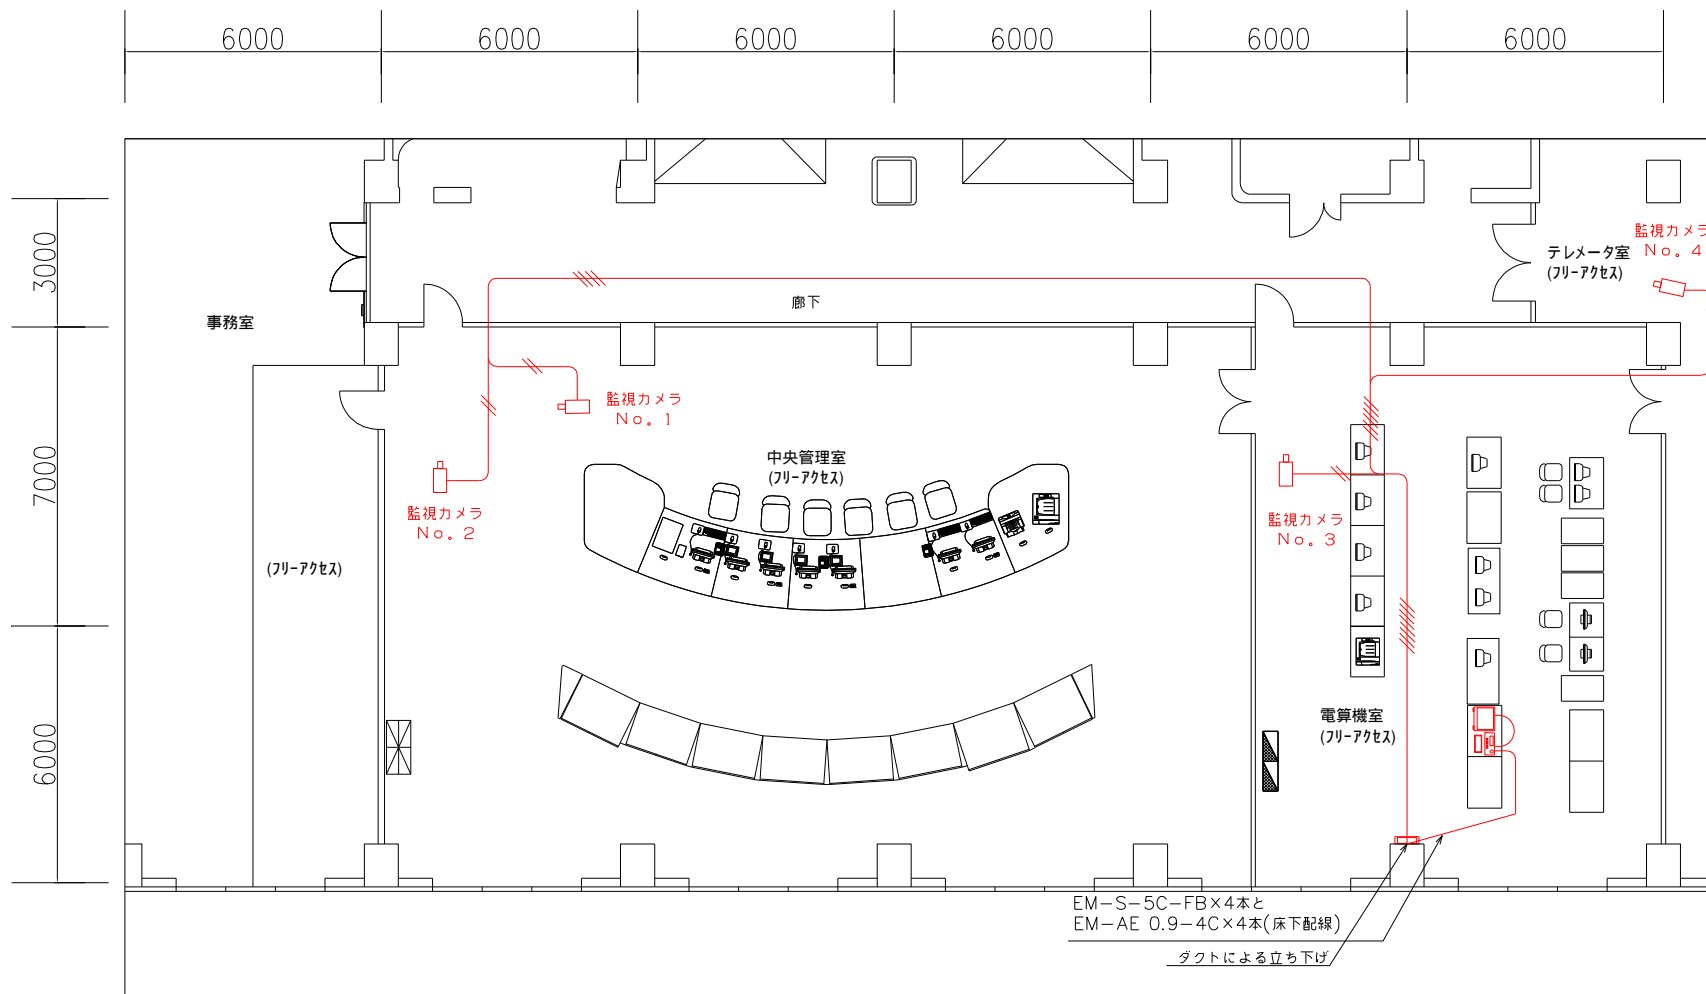 6000
6000
6000
6000
6000
6000
3000
7000
6000
事務室
(フリーアクセス)
廊下
テレメータ室
(フリーアクセス)
監視カメラ
No。4
監視カメラ
No。1
監視カメラ
No。2
中央管理室
(フリーアクセス)
監視カメラ
No。3
電算機室
(フリーアクセス)
EM-S-5C-FB×4本と
EM-AE 0.9-4C×4本(床下配線)
ダクトによる立ち下げ